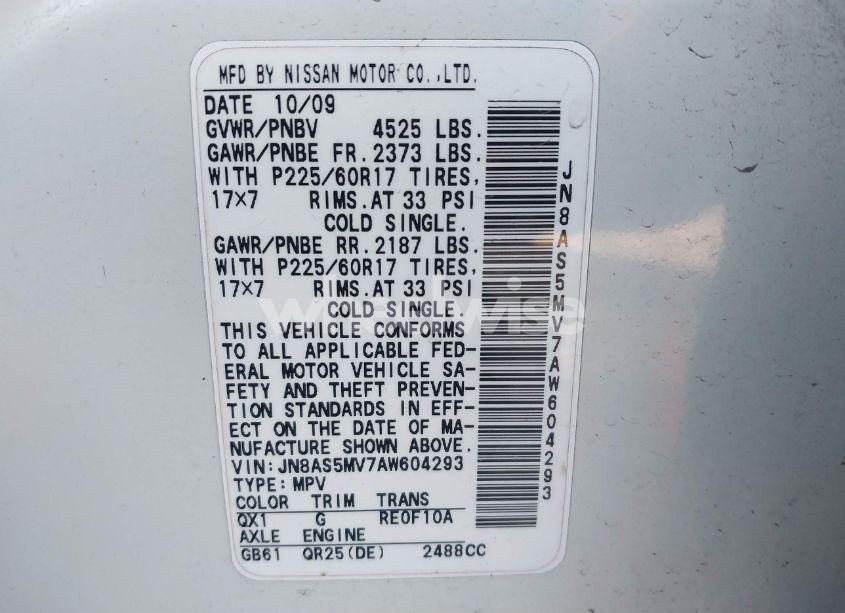 MFD BY NISSAN MOTOR CO.,LTD.
DATE 10/09
GVWR/PNBV 4525 LBS.
GAWR/PNBE FR. 2373 LBS.
WITH P225/60R17 TIRES,
17×7 RIMS. AT 33 PSI
COLD SINGLE.
GAWR/PNBE RR. 2187 LBS.
WITH P225/60R17 TIRES,
17×7 RIMS. AT 33 PSI
COLD SINGLE.
THIS VEHICLE CONFORMS
TO ALL APPLICABLE FED-
ERAL MOTOR VEHICLE SA-
FETY AND THEFT PREVEN-
TION STANDARDS IN EFF-
ECT ON THE DATE OF MA-
NUFACTURE SHOWN ABOVE.
VIN:JN8AS5MV7AW604293
TYPE:MPV
COLOR TRIM TRANS
QX1 G RE0F10A
AXLE ENGINE
GB61 QR25(DE) 2488CC
JN8AS5MV7AW604293